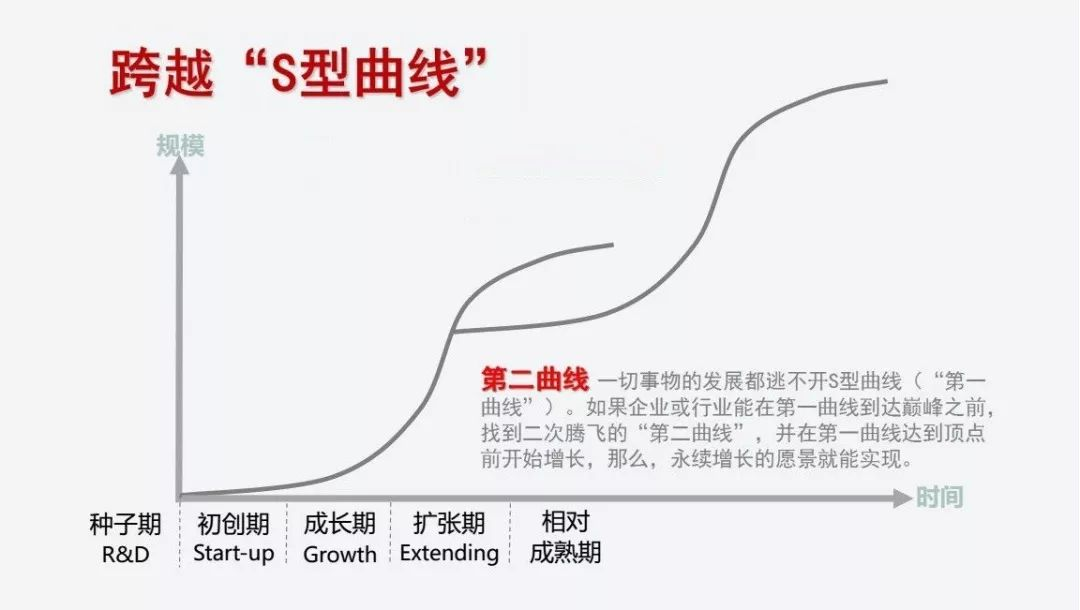 跨越“S型曲线”
规模
第二曲线 一切事物的发展都逃不开S型曲线（“第一
曲线”）。如果企业或行业能在第一曲线到达巅峰之前，
找到二次腾飞的“第二曲线”，并在第一曲线达到顶点
前开始增长，那么，永续增长的愿景就能实现。
时间
种子期
R&D
初创期
Start-up
成长期
Growth
扩张期
Extending
相对
成熟期